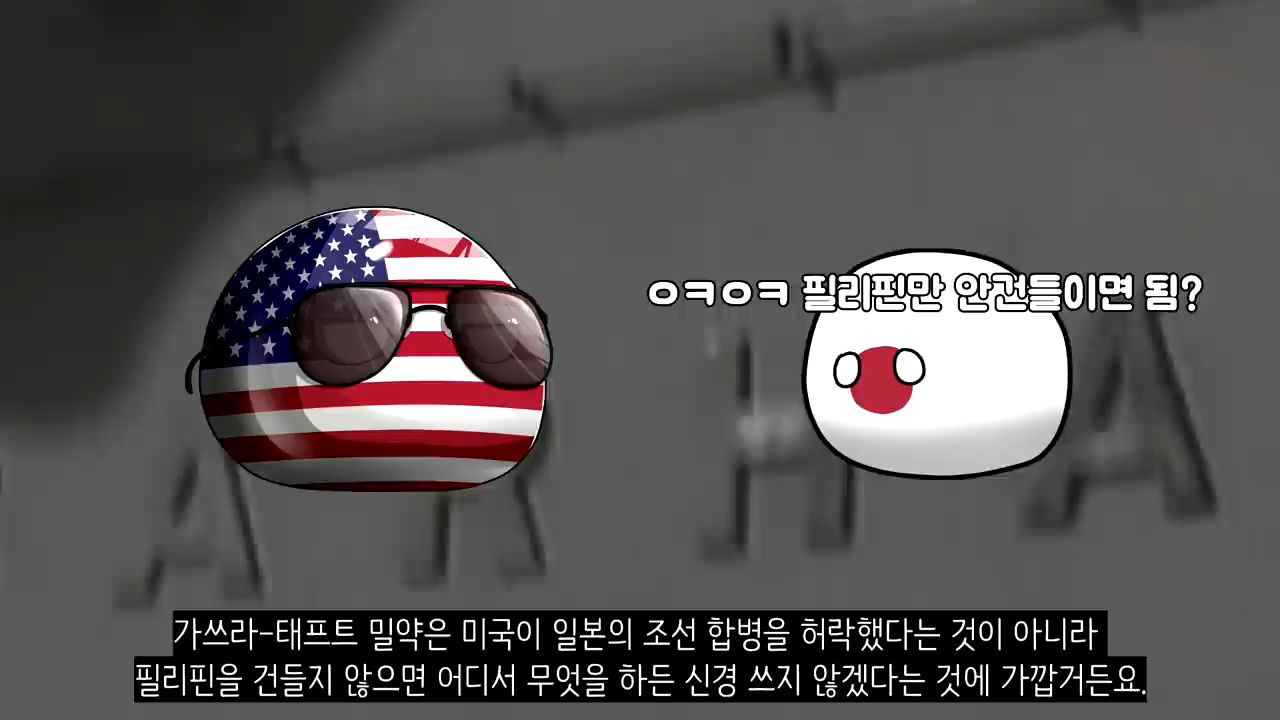 ㅇㅋㅇㅋ 필리핀만 안건들이면 됨?
가쓰라-태프트 밀약은 미국이 일본의 조선 합병을 허락했다는 것이 아니라
필리핀을 건들지 않으면 어디서 무엇을 하든 신경 쓰지 않겠다는 것에 가깝거든요.